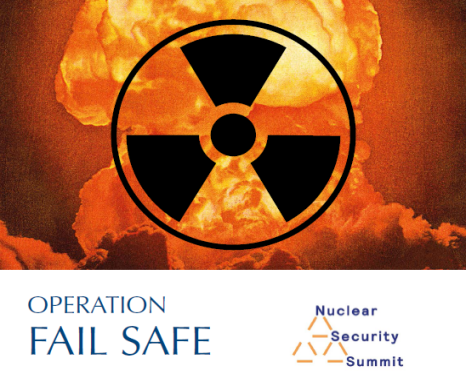 OPERATION
FAIL SAFE
Nuclear
Security
Summit